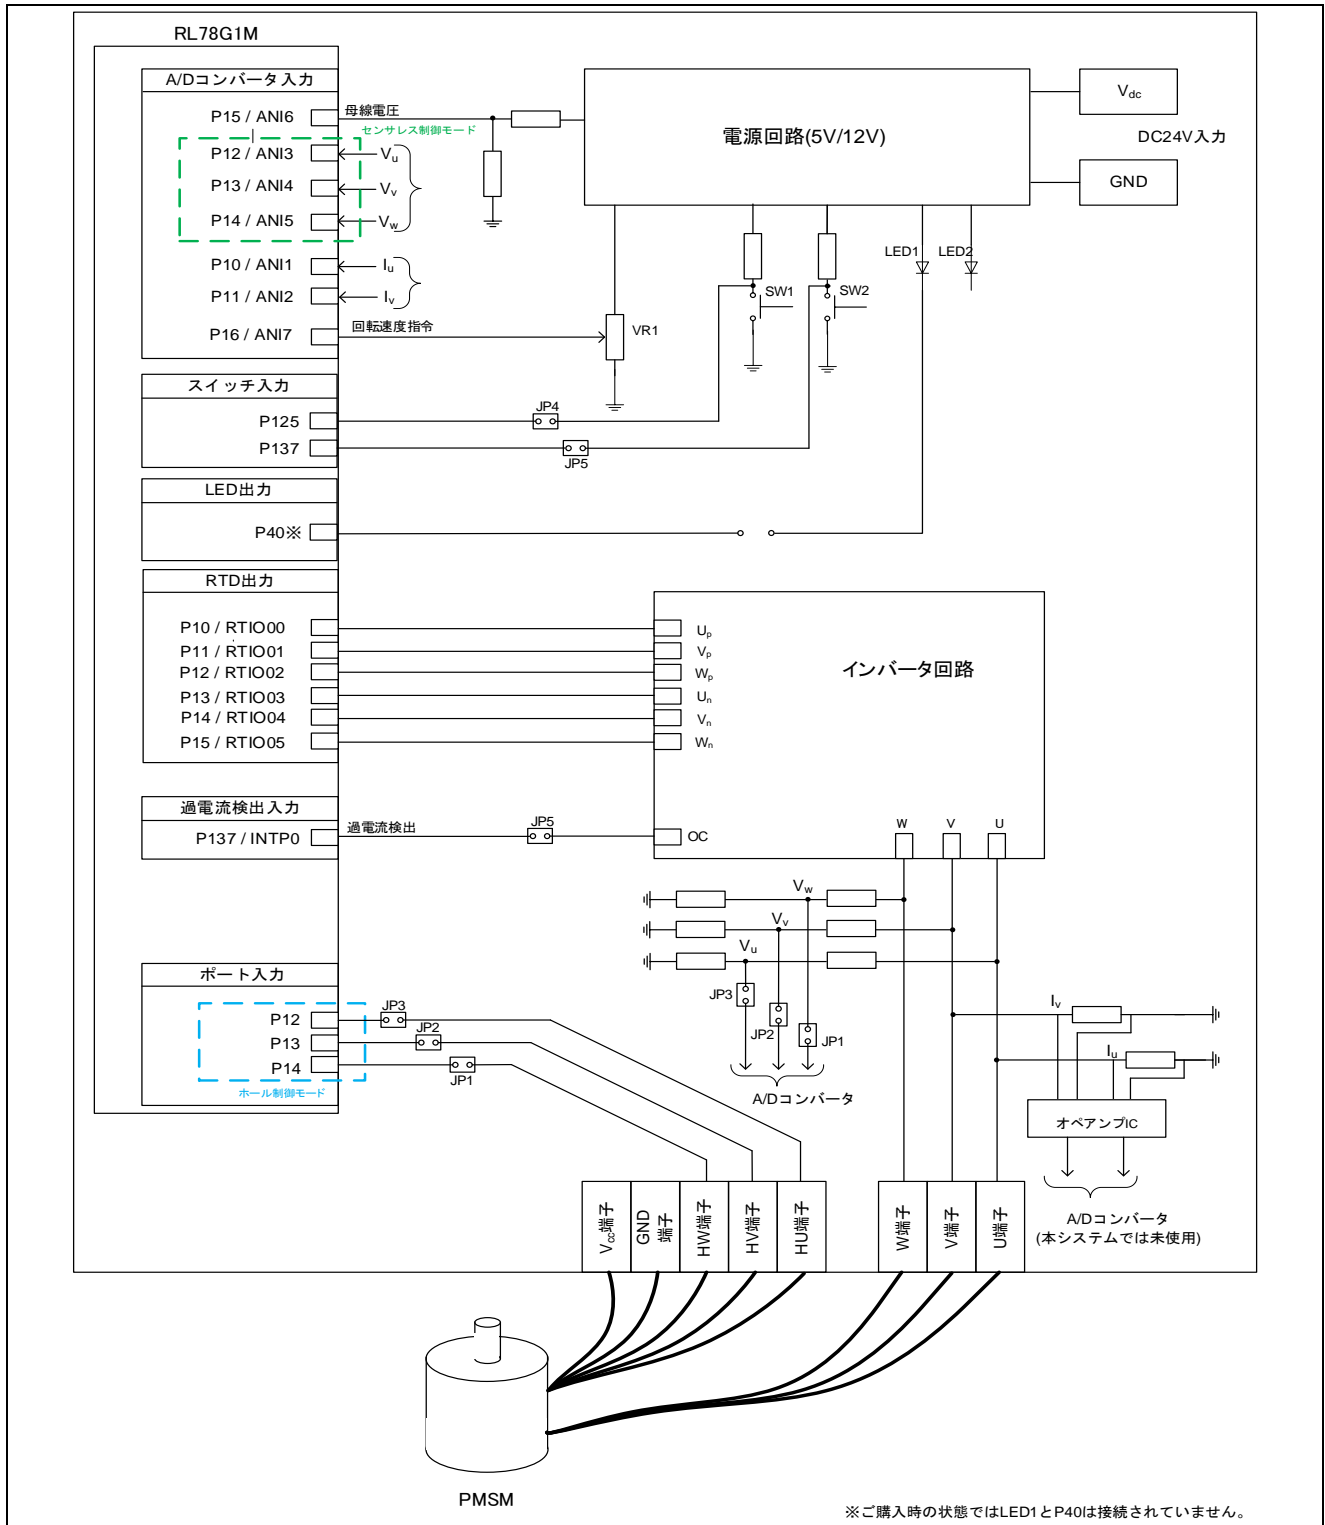 RL78G1M
A/Dコンバータ入力
P15 / ANI6
母線電圧
センサレス制御モード
P12 / ANI3
Vu
P13 / ANI4
Vv
P14 / ANI5
Vw
P10 / ANI1
Iu
P11 / ANI2
Iv
P16 / ANI7
回転速度指令
VR1
電源回路(5V/12V)
Vdc
DC24V入力
GND
LED1
LED2
SW1
SW2
スイッチ入力
P125
JP4
P137
JP5
LED出力
P40※
RTD出力
P10 / RTIO00
P11 / RTIO01
P12 / RTIO02
P13 / RTIO03
P14 / RTIO04
P15 / RTIO05
Up
Vp
Wp
Un
Vn
Wn
インバータ回路
過電流検出入力
P137 / INTP0
過電流検出
JP5
OC
W
V
U
Vw
Vv
Vu
JP3
JP2
JP1
A/Dコンバータ
Iv
Iu
オペアンプIC
A/Dコンバータ
(本システムでは未使用)
ポート入力
P12
JP3
P13
JP2
P14
JP1
ホール制御モード
Vcc端子
GND
端子
HW端子
HV端子
HU端子
W端子
V端子
U端子
PMSM
※ご購入時の状態ではLED1とP40は接続されていません。